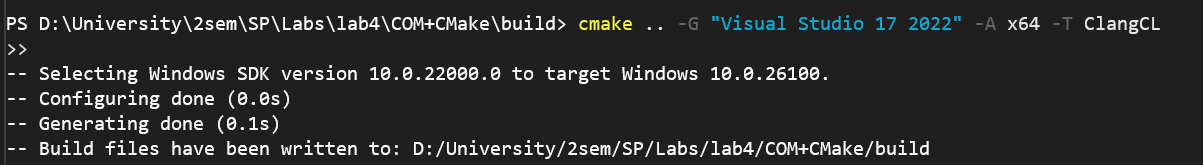 PS D:\University\2sem\SP\Labs\lab4\COM+CMake\build> cmake .. -G "Visual Studio 17 2022" -A x64 -T ClangCL
>>
-- Selecting Windows SDK version 10.0.22000.0 to target Windows 10.0.26100.
-- Configuring done (0.0s)
-- Generating done (0.1s)
-- Build files have been written to: D:/University/2sem/SP/Labs/lab4/COM+CMake/build